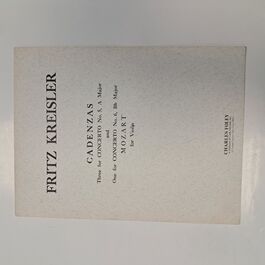 FRITZ KREISLER
CADENZAS
Three for CONCERTO No. 5, A Major
and
One for CONCERTO No. 6, Bb Major
MOZART
for Violin
CHARLES FOLEY